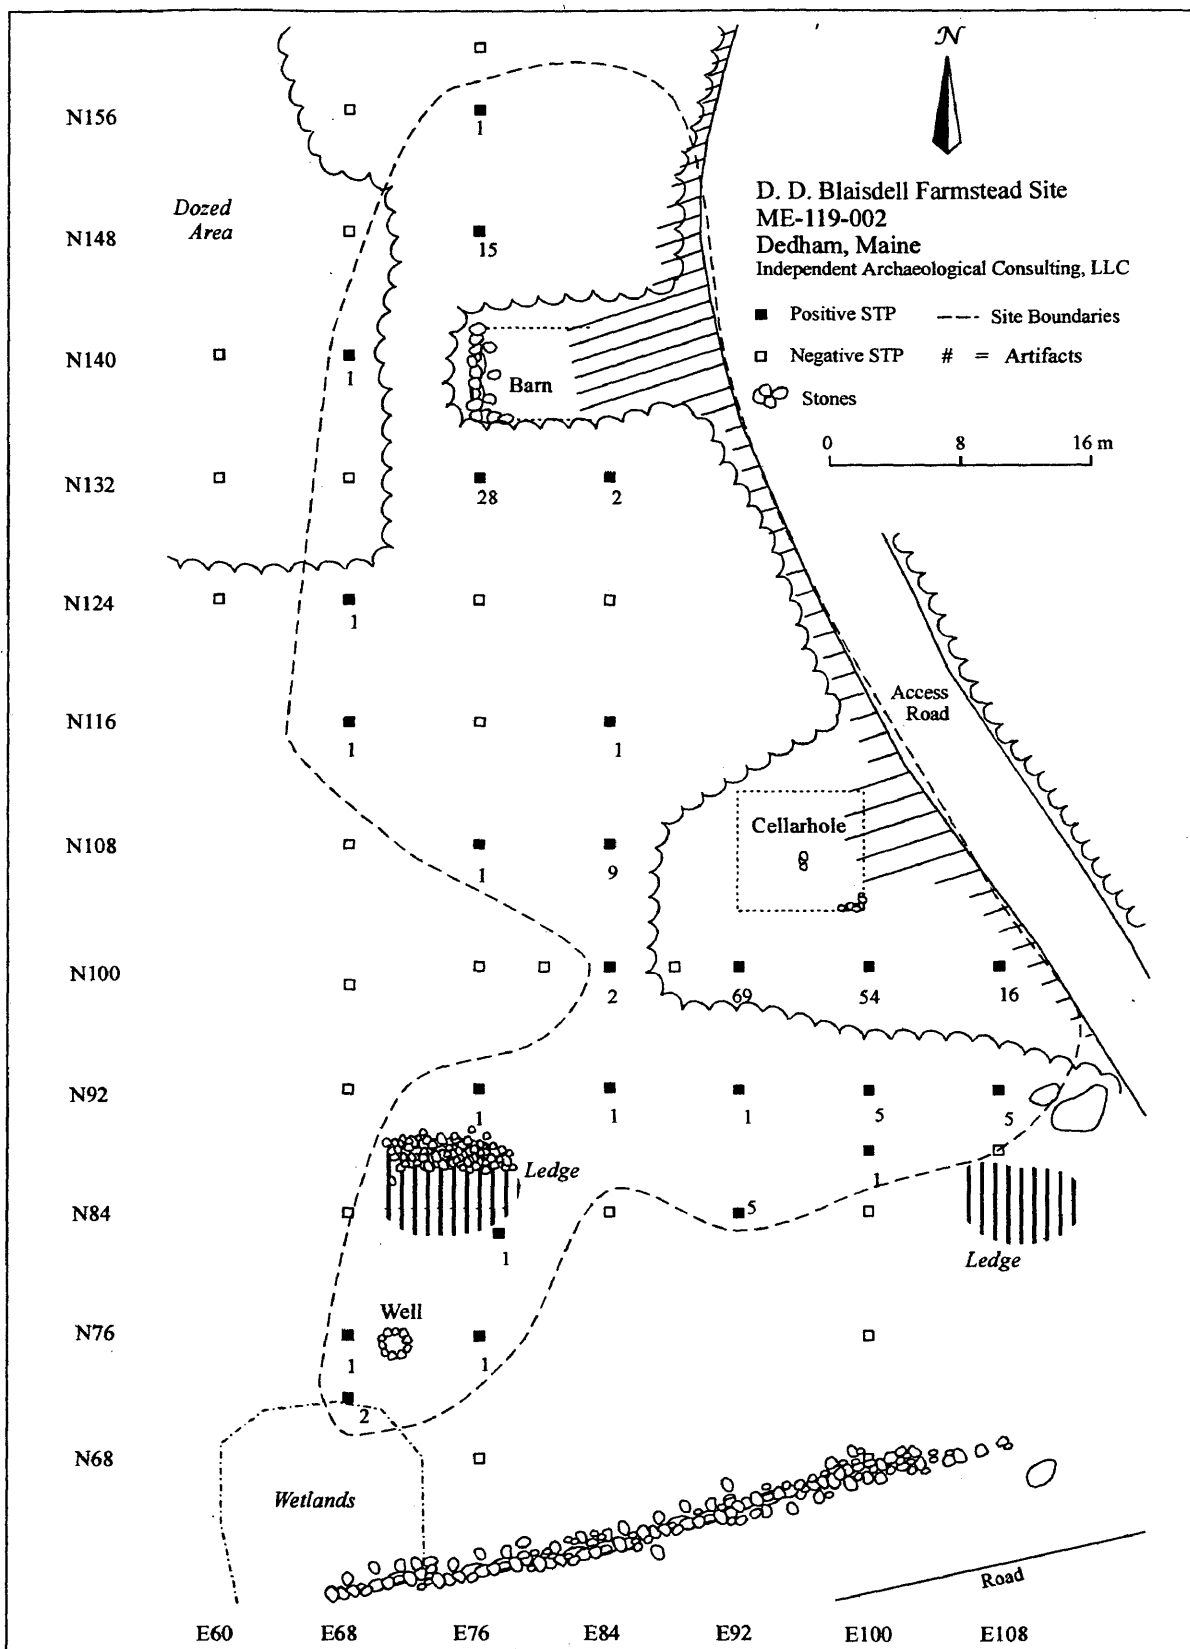 N
N156
1
D. D. Blaisdell Farmstead Site
ME-119-002
Dedham, Maine
Independent Archaeological Consulting, LLC
Dozed
Area
N148
15
Positive STP
Site Boundaries
Negative STP
# = Artifacts
Stones
N140
1
Barn
0 8 16 m
N132
28
2
N124
1
Access
Road
N116
1
1
Cellarhole
N108
1
9
N100
2
69
54
16
N92
1
1
1
5
5
Ledge
1
N84
5
1
Ledge
Well
N76
1
1
2
N68
Wetlands
Road
E60 E68 E76 E84 E92 E100 E108